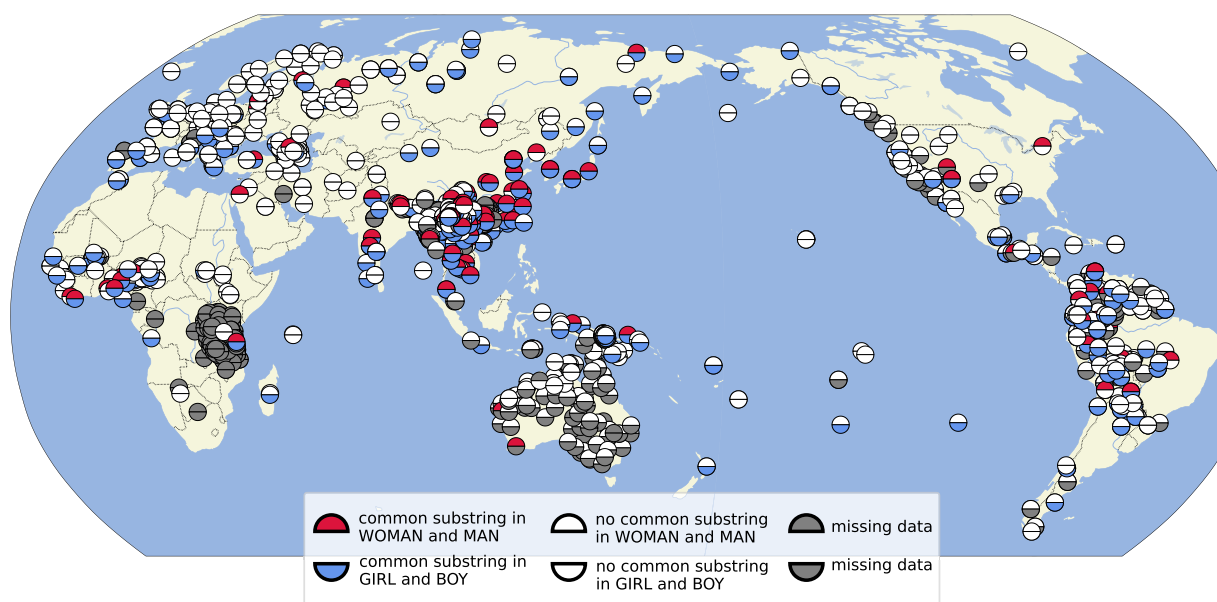 common substring in
WOMAN and MAN
no common substring
in WOMAN and MAN
missing data
common substring in
GIRL and BOY
no common substring
in GIRL and BOY
missing data